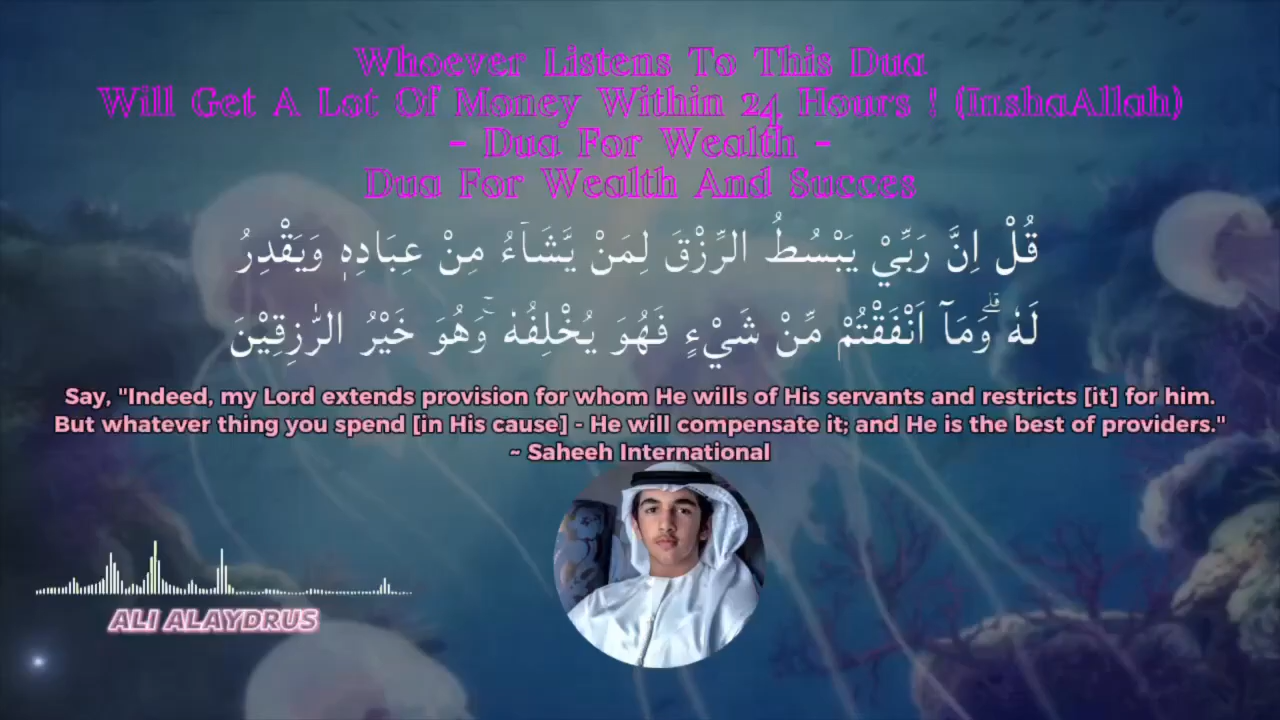 Whoever Listens To This Dua
Will Get A Lot Of Money Within 24 Hours ! (InshaAllah)
- Dua For Wealth -
Dua For Wealth And Succes
قُلْ اِنَّ رَبِّيْ يَبْسُطُ الرِّزْقَ لِمَنْ يَّشَاۤءُ مِنْ عِبَادِهٖ وَيَقْدِرُ
لَهٗ ۗوَمَآ اَنْفَقْتُمْ مِّنْ شَيْءٍ فَهُوَ يُخْلِفُهٗ ۚوَهُوَ خَيْرُ الرّٰزِقِيْنَ
Say, "Indeed, my Lord extends provision for whom He wills of His servants and restricts [it] for him.
But whatever thing you spend [in His cause] - He will compensate it; and He is the best of providers."
~ Saheeh International
ALI ALAYDRUS